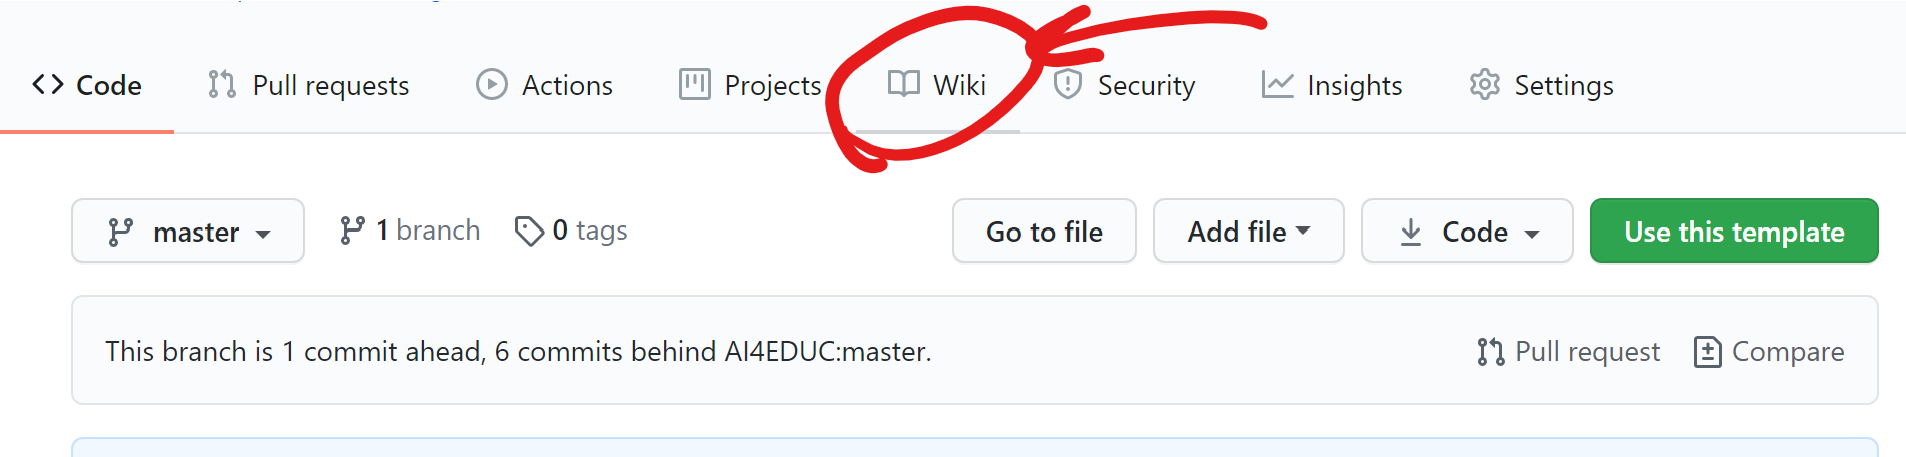 Code Pull requests Actions Projects Wiki Security Insights Settings
master 1 branch 0 tags Go to file Add file Code Use this template
This branch is 1 commit ahead, 6 commits behind AI4EDUC:master. Pull request Compare